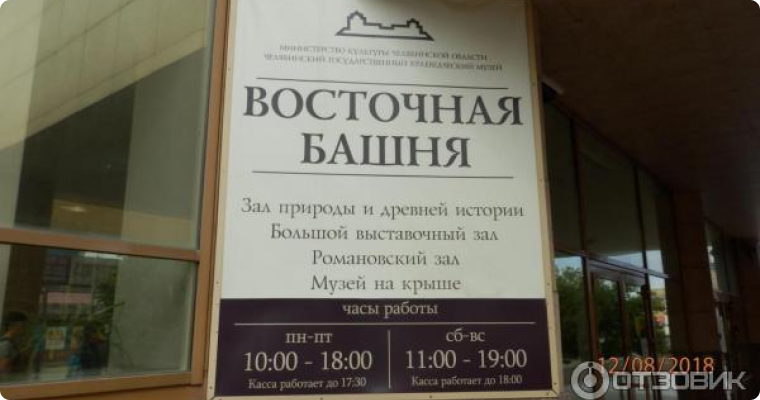 МИНИСТЕРСТВО КУЛЬТУРЫ ЧЕЛЯБИНСКОЙ ОБЛАСТИ
ЧЕЛЯБИНСКИЙ ГОСУДАРСТВЕННЫЙ КРАЕВЕДЧЕСКИЙ МУЗЕЙ
ВОСТОЧНАЯ
БАШНЯ
Зал природы и древней истории
Большой выставочный зал
Романовский зал
Музей на крыше
часы работы
пн-пт
10:00 - 18:00
Касса работает до 17:30
сб-вс
11:00 - 19:00
Касса работает до 18:00
12/08/2018
ОТЗОВИК